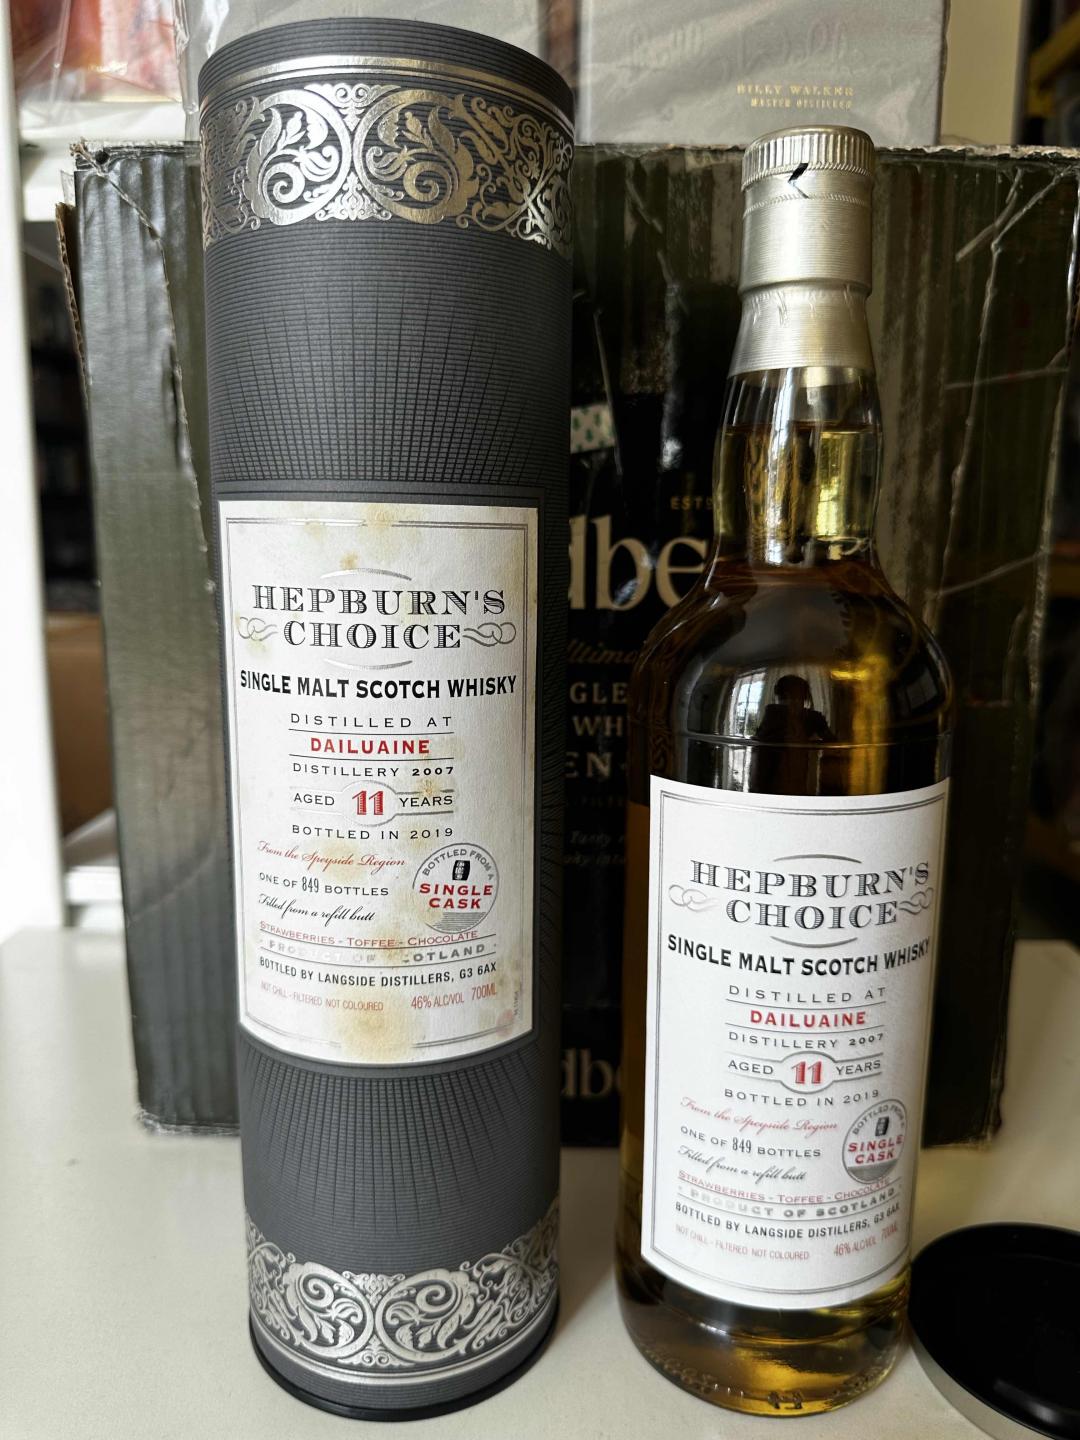 BILLY WALKER
MASTER DISTILLER
HEPBURN'S
CHOICE
SINGLE MALT SCOTCH WHISKY
DISTILLED AT
DAILUAINE
DISTILLERY 2007
AGED 11 YEARS
BOTTLED IN 2019
From the Speyside Region
ONE OF 849 BOTTLES
Filled from a refill butt
BOTTLED FROM A
SINGLE
CASK
STRAWBERRIES - TOFFEE - CHOCOLATE
· PRODUCT OF SCOTLAND ·
BOTTLED BY LANGSIDE DISTILLERS, G3 6AX
NOT CHILL-FILTERED NOT COLOURED 46% ALC/VOL 700ML
HEPBURN'S
CHOICE
SINGLE MALT SCOTCH WHISKY
DISTILLED AT
DAILUAINE
DISTILLERY 2007
AGED 11 YEARS
BOTTLED IN 2019
From the Speyside Region
ONE OF 849 BOTTLES
Filled from a refill butt
BOTTLED FROM A
SINGLE
CASK
STRAWBERRIES - TOFFEE - CHOCOLATE
· PRODUCT OF SCOTLAND
BOTTLED BY LANGSIDE DISTILLERS, G3 6AX
NOT CHILL-FILTERED NOT COLOURED 46% ALC/VOL 700ML